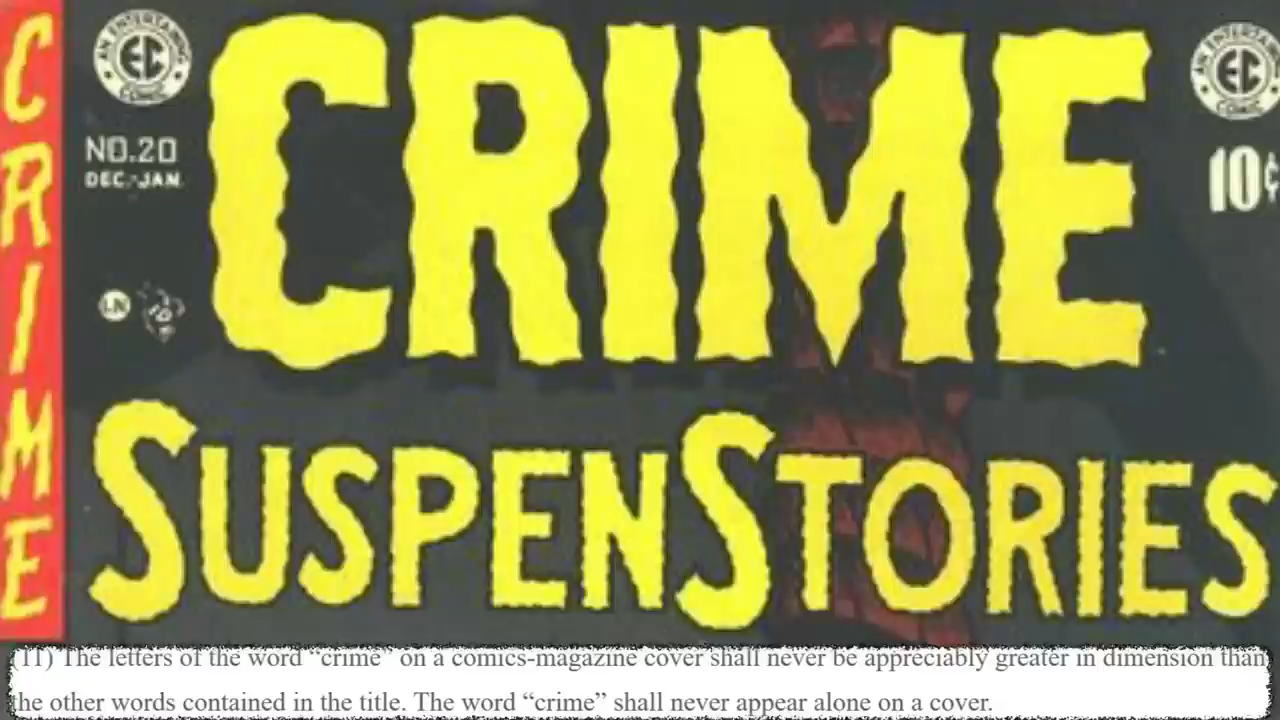 CRIME
AN ENTERTAINING
EC
COMIC
NO.20
DEC.-JAN.
CRIME
AN ENTERTAINING
EC
COMIC
10¢
SUSPENSTORIES
(11) The letters of the word “crime” on a comics-magazine cover shall never be appreciably greater in dimension than
the other words contained in the title. The word “crime” shall never appear alone on a cover.